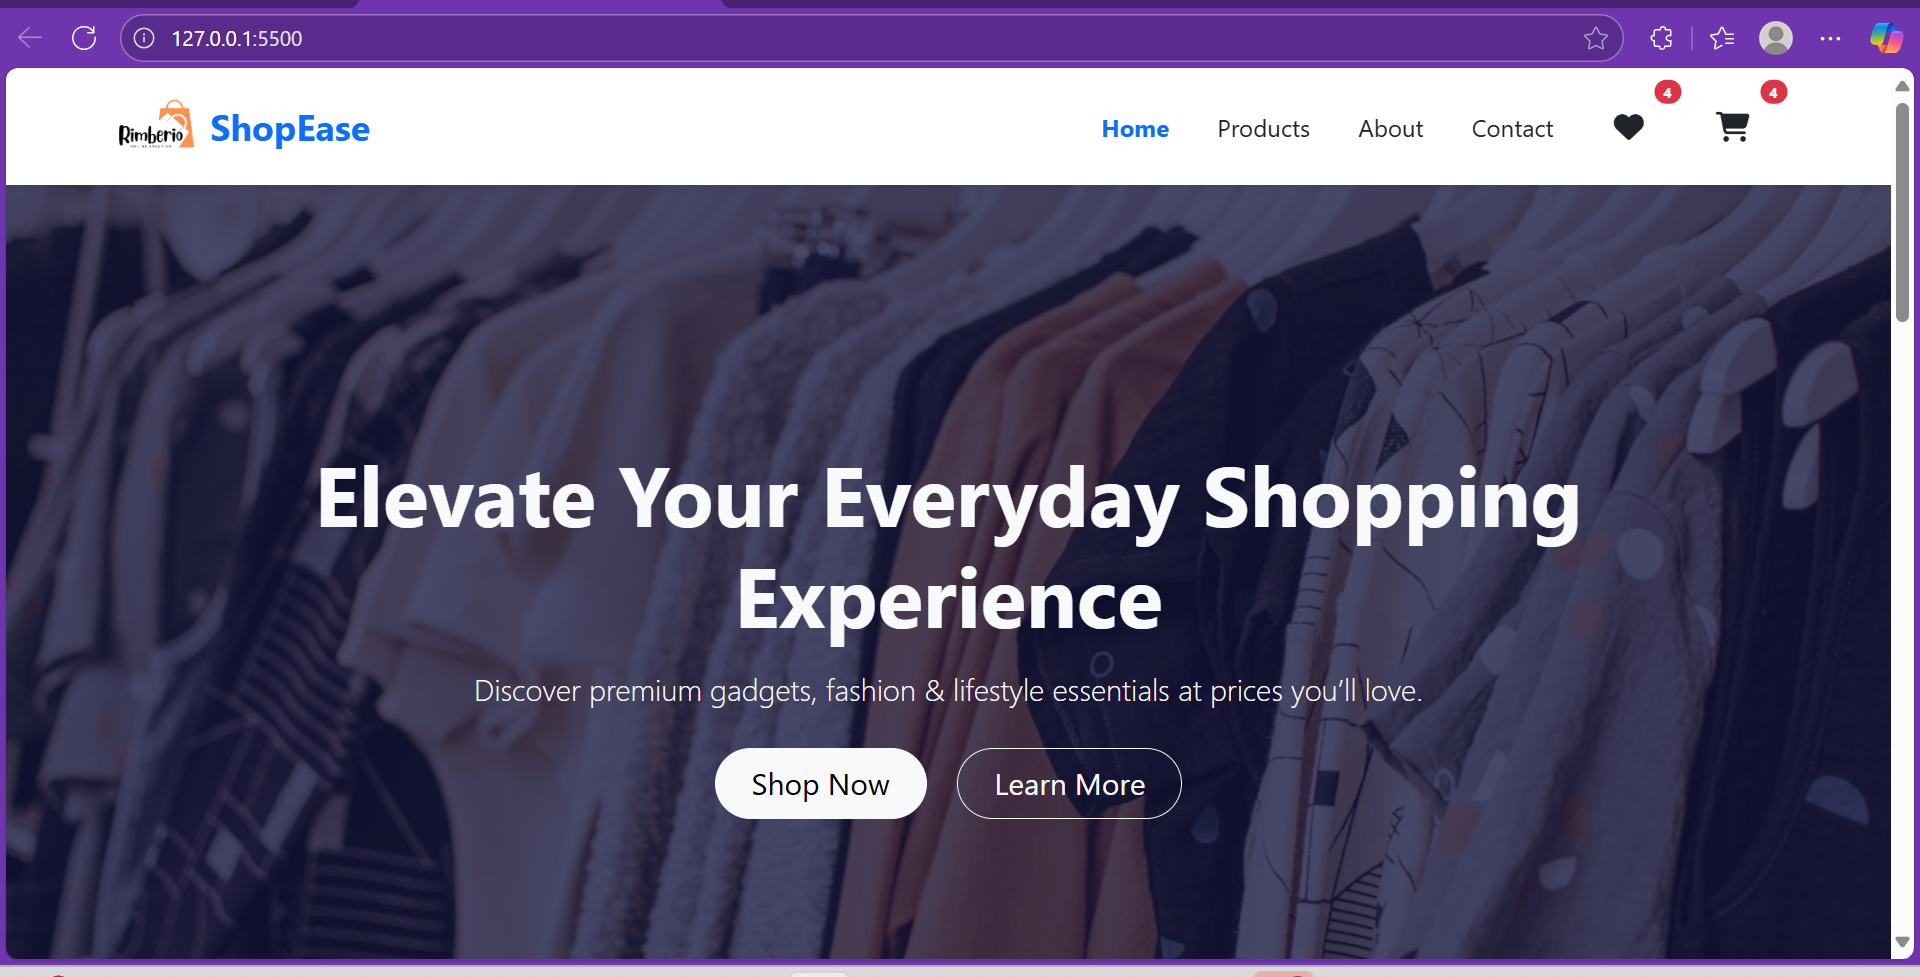 127.0.0.1:5500
Rimberio
ShopEase
Home
Products
About
Contact
4
4
Elevate Your Everyday Shopping
Experience
Discover premium gadgets, fashion & lifestyle essentials at prices you’ll love.
Shop Now
Learn More